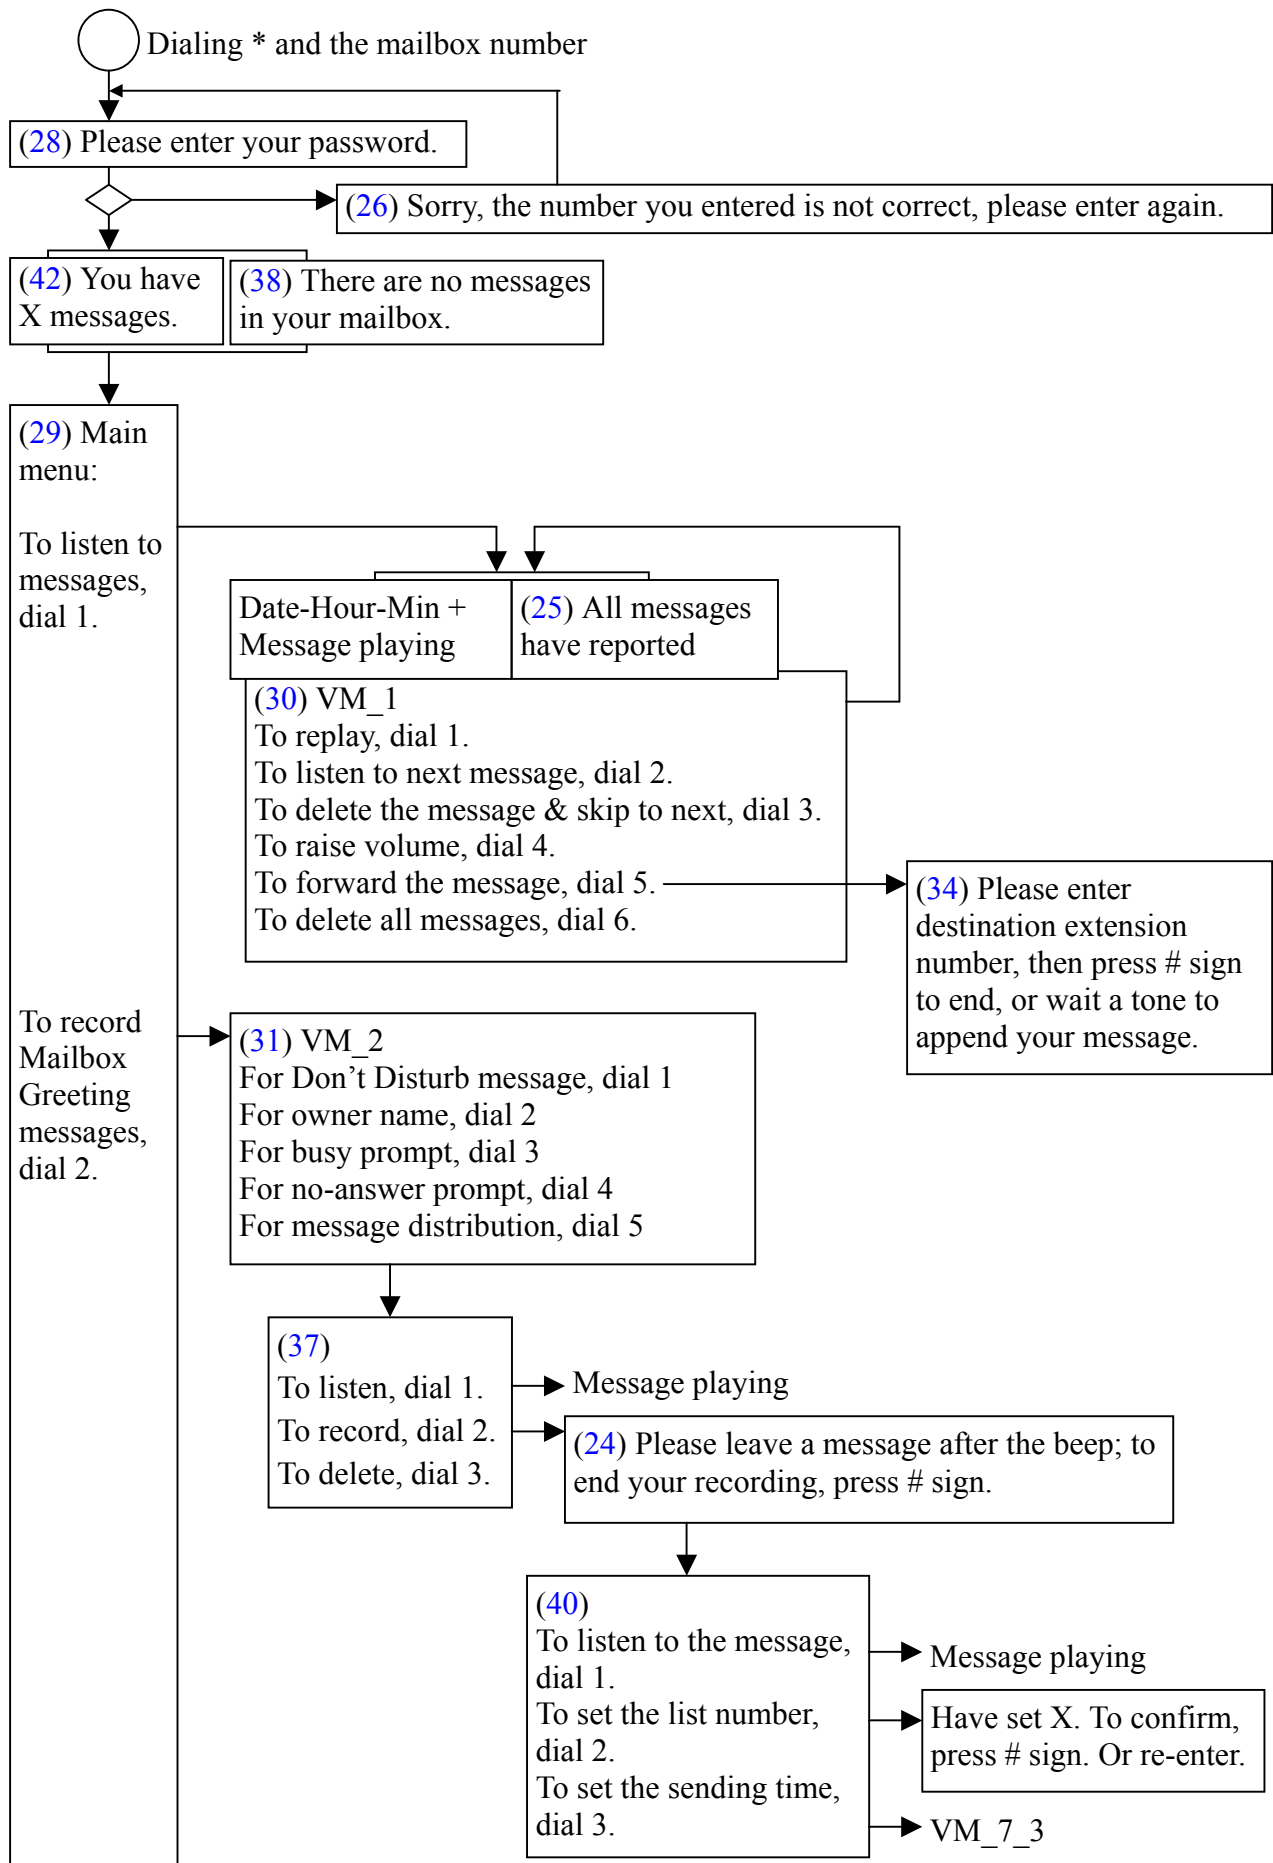 Dialing * and the mailbox number
(28) Please enter your password.
(26) Sorry, the number you entered is not correct, please enter again.
(42) You have
X messages.
(38) There are no messages
in your mailbox.
(29) Main
menu:
To listen to
messages,
dial 1.
Date-Hour-Min +
Message playing
(25) All messages
have reported
(30) VM_1
To replay, dial 1.
To listen to next message, dial 2.
To delete the message & skip to next, dial 3.
To raise volume, dial 4.
To forward the message, dial 5.
To delete all messages, dial 6.
(34) Please enter
destination extension
number, then press # sign
to end, or wait a tone to
append your message.
To record
Mailbox
Greeting
messages,
dial 2.
(31) VM_2
For Don’t Disturb message, dial 1
For owner name, dial 2
For busy prompt, dial 3
For no-answer prompt, dial 4
For message distribution, dial 5
(37)
To listen, dial 1.
To record, dial 2.
To delete, dial 3.
Message playing
(24) Please leave a message after the beep; to
end your recording, press # sign.
(40)
To listen to the message,
dial 1.
To set the list number,
dial 2.
To set the sending time,
dial 3.
Message playing
Have set X. To confirm,
press # sign. Or re-enter.
VM_7_3